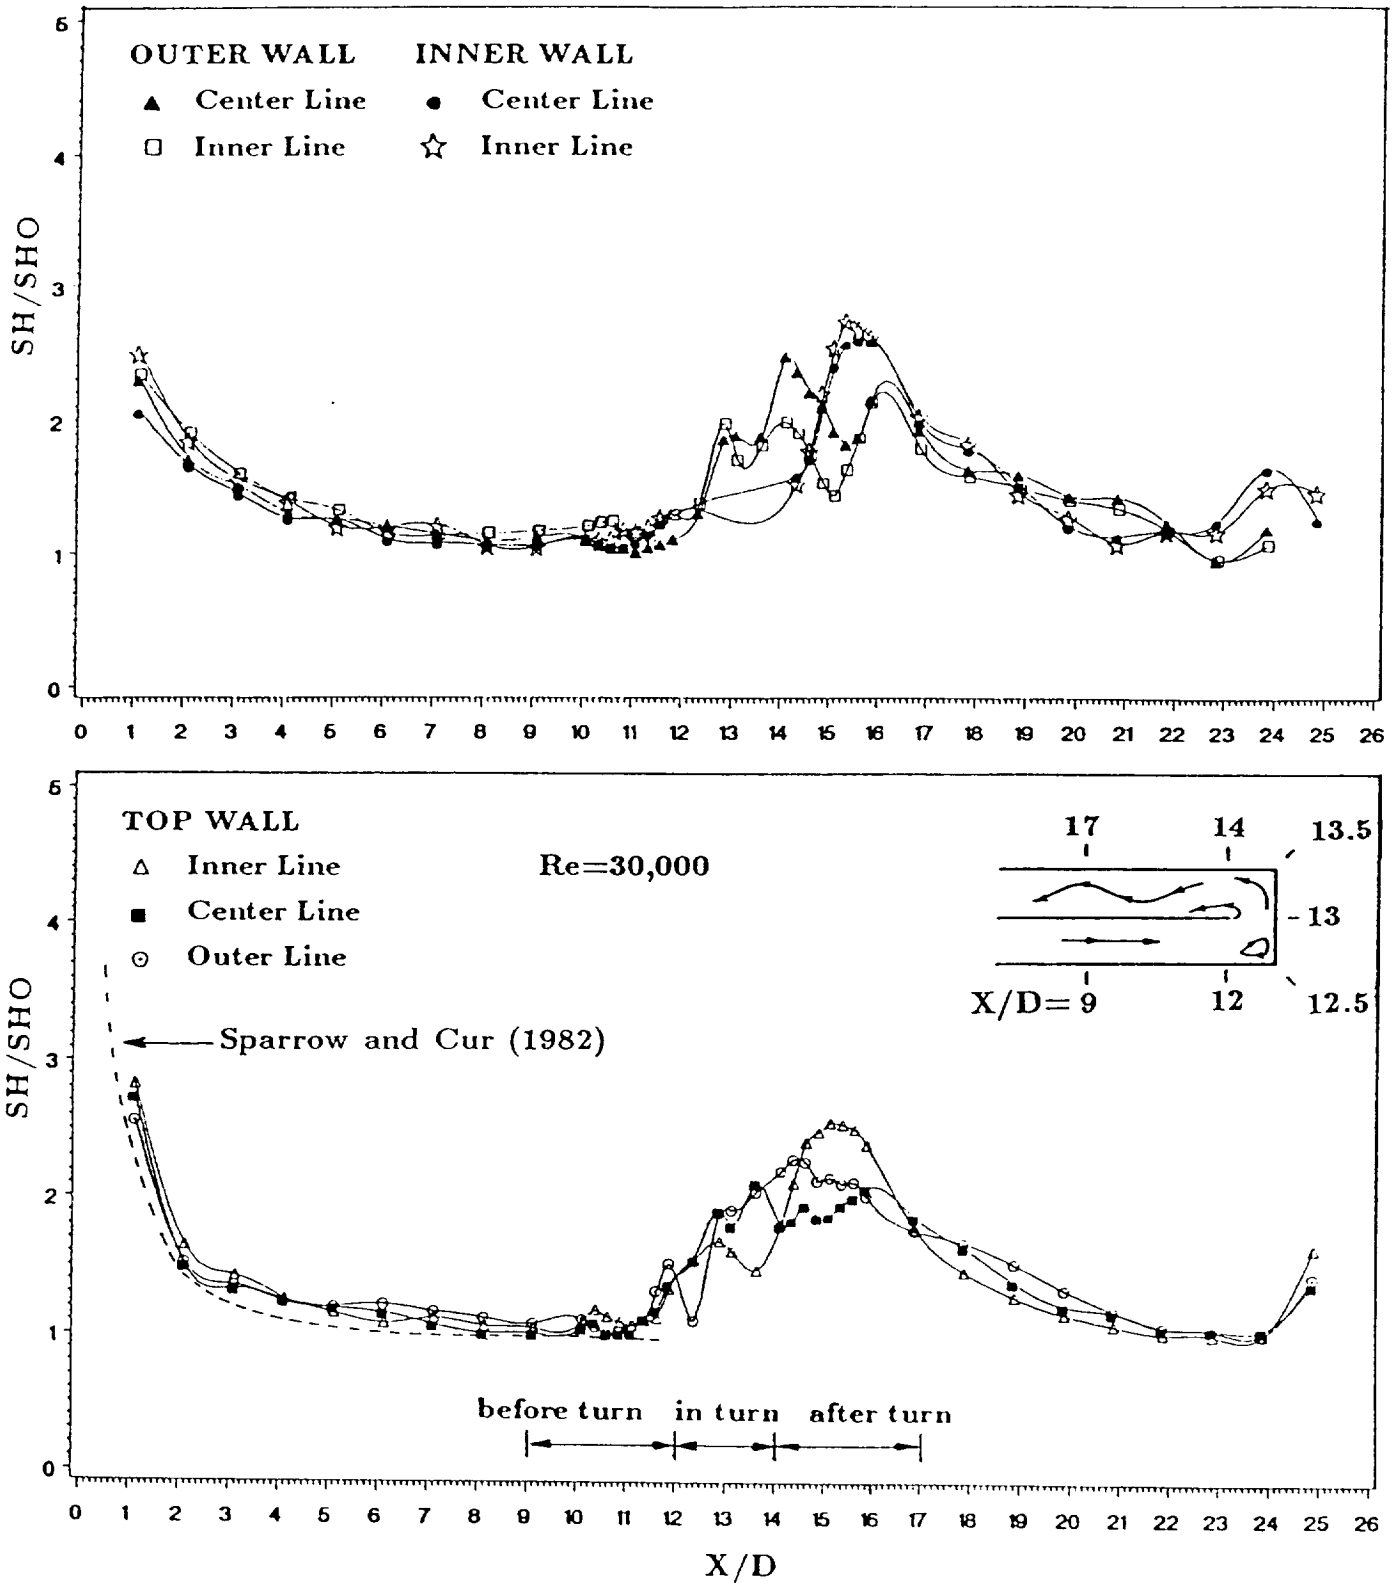 5
4
3
2
1
0
SH/SHO
OUTER WALL INNER WALL
▲ Center Line ● Center Line
□ Inner Line ☆ Inner Line
0 1 2 3 4 5 6 7 8 9 10 11 12 13 14 15 16 17 18 19 20 21 22 23 24 25 26
5
4
3
2
1
0
SH/SHO
TOP WALL
△ Inner Line
■ Center Line
⊙ Outer Line
Re=30,000
17 14 13.5
13
X/D= 9 12 12.5
Sparrow and Cur (1982)
before turn in turn after turn
0 1 2 3 4 5 6 7 8 9 10 11 12 13 14 15 16 17 18 19 20 21 22 23 24 25 26
X/D